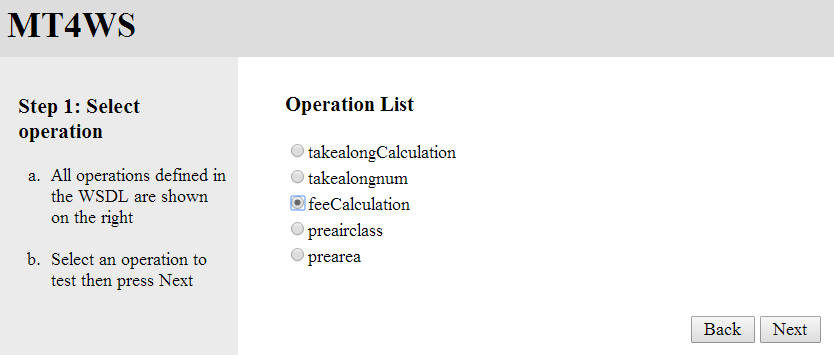 MT4WS
Step 1: Select
operation
a. All operations defined in
the WSDL are shown
on the right
b. Select an operation to
test then press Next
Operation List
takealongCalculation
takealongnum
feeCalculation
preairclass
prearea
Back Next